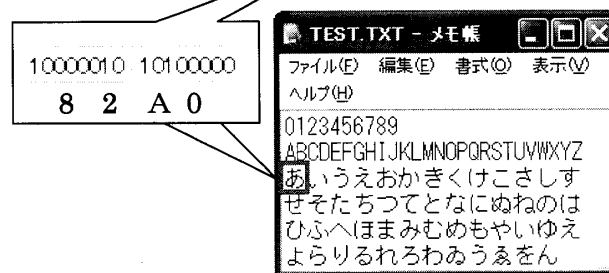 10000010 10100000
8 2 A 0
TEST.TXT - メモ帳
ファイル(F) 編集(E) 書式(O) 表示(V)
ヘルプ(H)
0123456789
ABCDEFGHIJKLMNOPQRSTUVWXYZ
あいうえおかきくけこさしす
せそたちつてとなにぬねのは
ひふへほまみむめもやいゆえ
よらりるれろわゐうゑをん